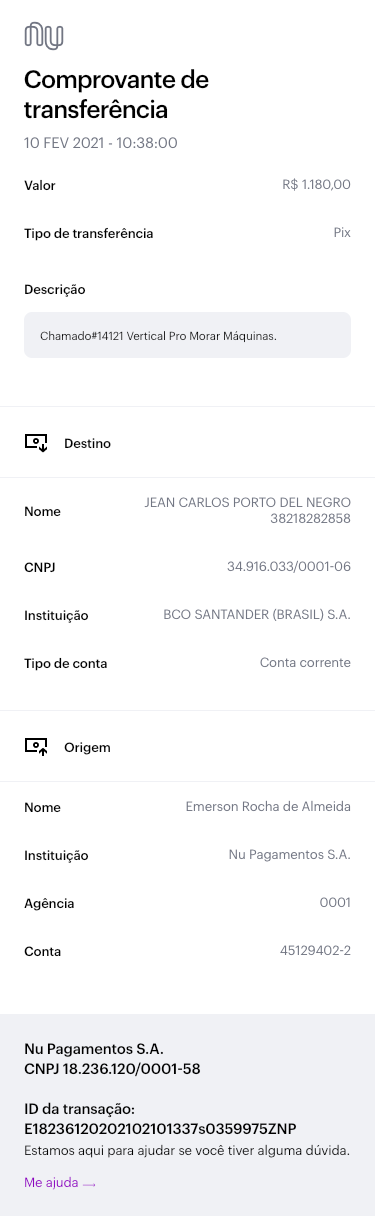 nu
Comprovante de
transferência
10 FEV 2021 - 10:38:00
Valor R$ 1.180,00
Tipo de transferência Pix
Descrição
Chamado#14121 Vertical Pro Morar Máquinas.
Destino
Nome JEAN CARLOS PORTO DEL NEGRO
38218282858
CNPJ 34.916.033/0001-06
Instituição BCO SANTANDER (BRASIL) S.A.
Tipo de conta Conta corrente
Origem
Nome Emerson Rocha de Almeida
Instituição Nu Pagamentos S.A.
Agência 0001
Conta 45129402-2
Nu Pagamentos S.A.
CNPJ 18.236.120/0001-58
ID da transação:
E18236120202102101337s0359975ZNP
Estamos aqui para ajudar se você tiver alguma dúvida.
Me ajuda →